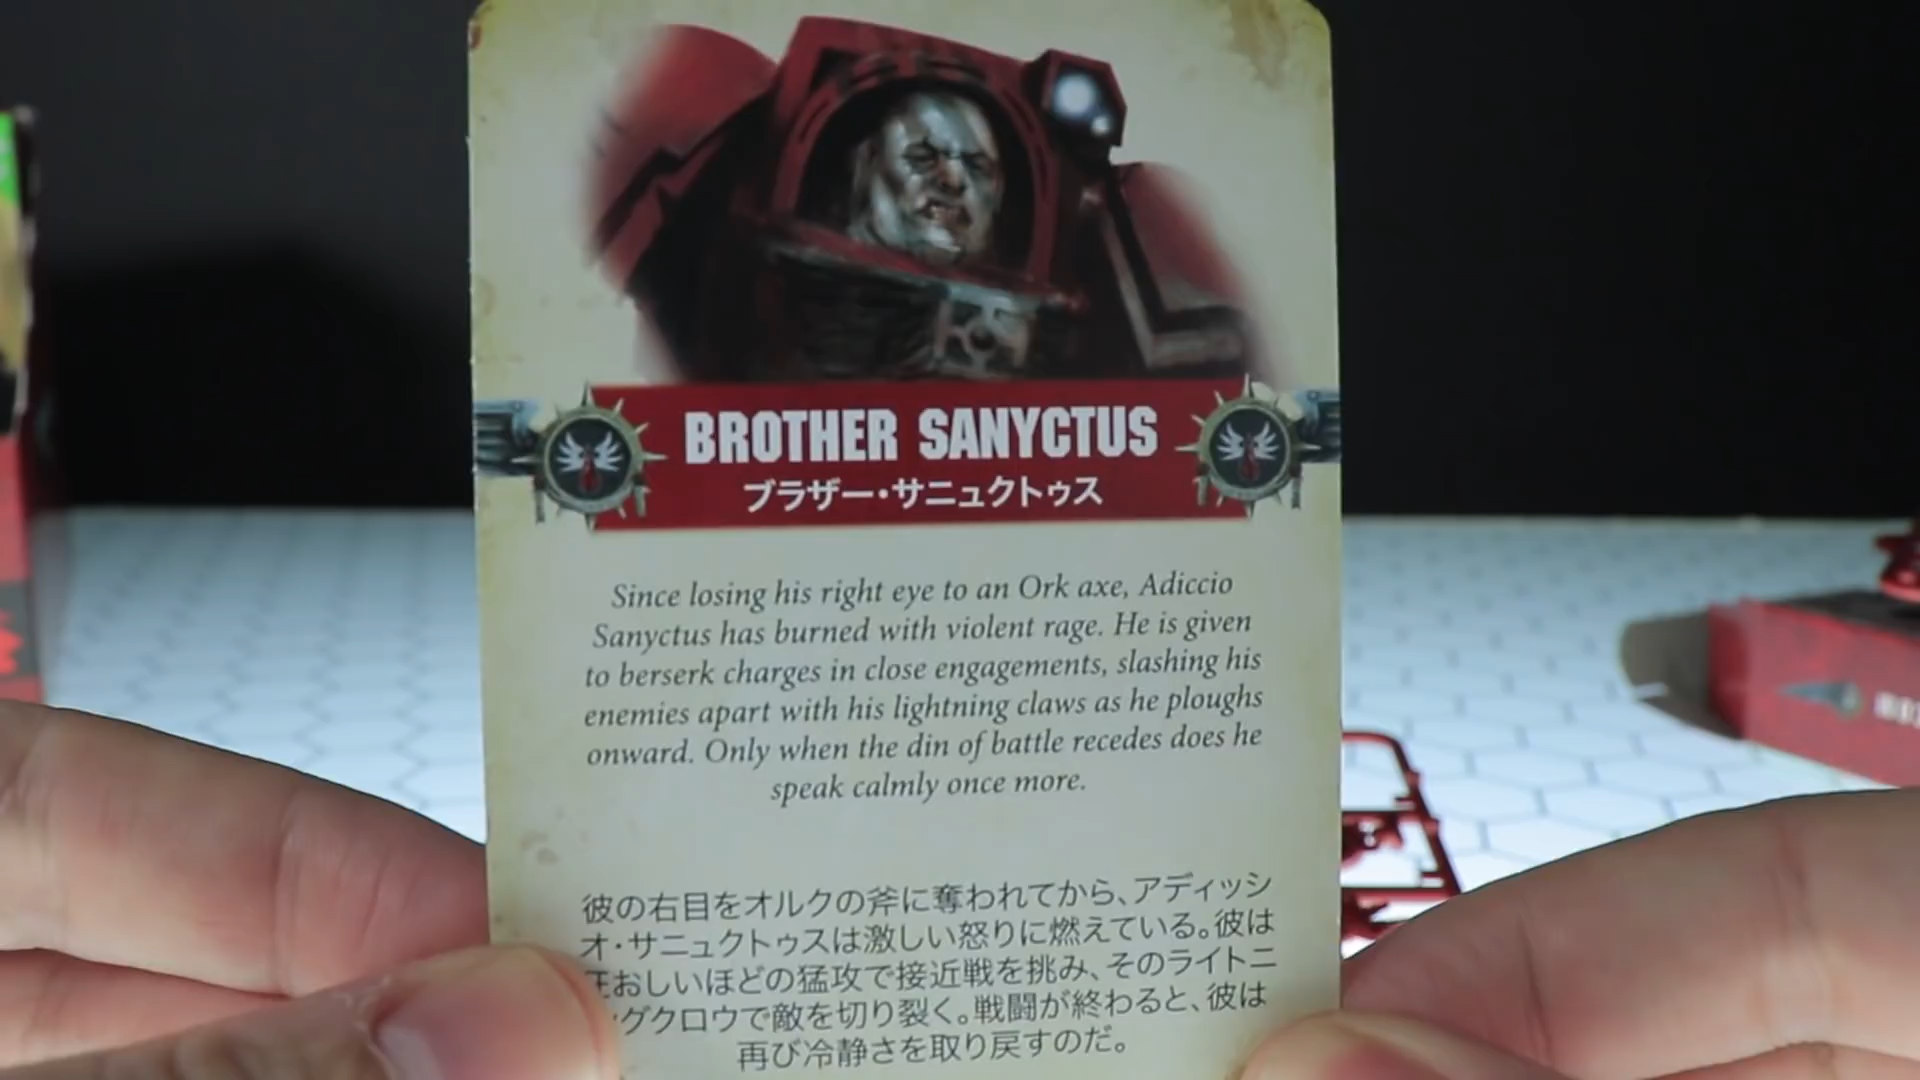 BROTHER SANYCTUS
ブラザー・サニュクトゥス
Since losing his right eye to an Ork axe, Adiccio
Sanyctus has burned with violent rage. He is given
to berserk charges in close engagements, slashing his
enemies apart with his lightning claws as he ploughs
onward. Only when the din of battle recedes does he
speak calmly once more.
彼の右目をオルクの斧に奪われてから、アディッシ
オ・サニュクトゥスは激しい怒りに燃えている。彼は
狂おしいほどの猛攻で接近戦を挑み、そのライトニ
ングクロウで敵を切り裂く。戦闘が終わると、彼は
再び冷静さを取り戻すのだ。